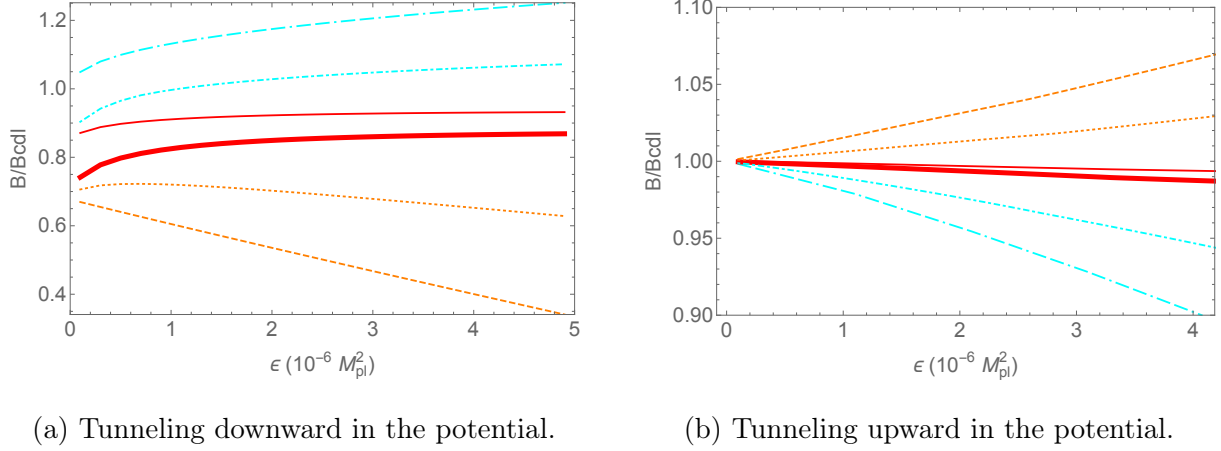 1.2
1.0
0.8
0.6
0.4
B/Bcdl
0 1 2 3 4 5
ϵ (10⁻⁶ M²pl)
(a) Tunneling downward in the potential.
1.10
1.05
1.00
0.95
0.90
B/Bcdl
0 1 2 3 4
ϵ (10⁻⁶ M²pl)
(b) Tunneling upward in the potential.